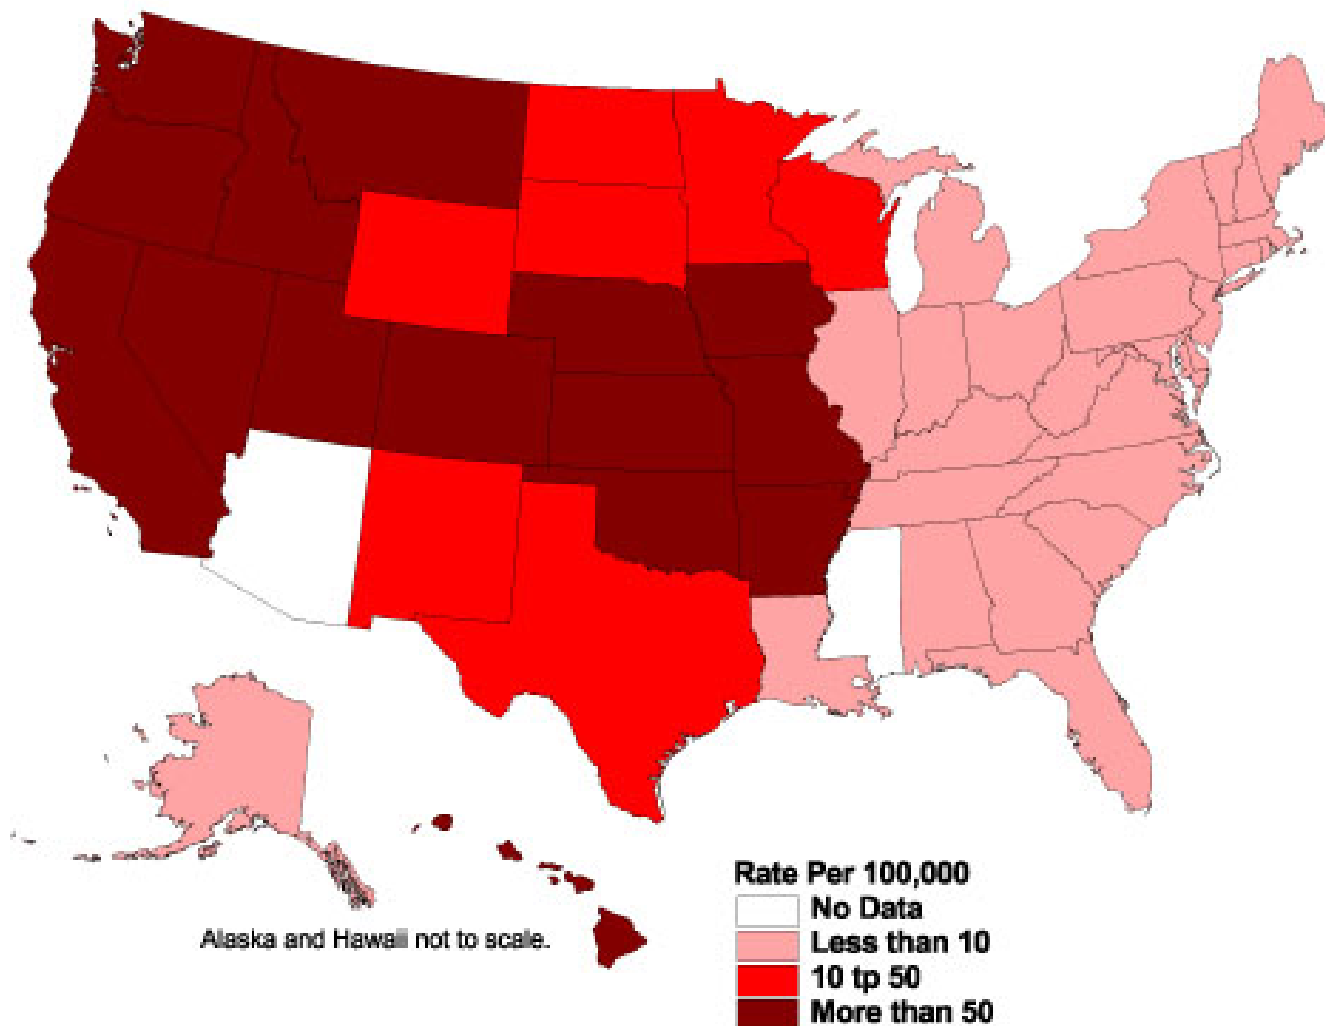 Alaska and Hawaii not to scale.
Rate Per 100,000
No Data
Less than 10
10 tp 50
More than 50